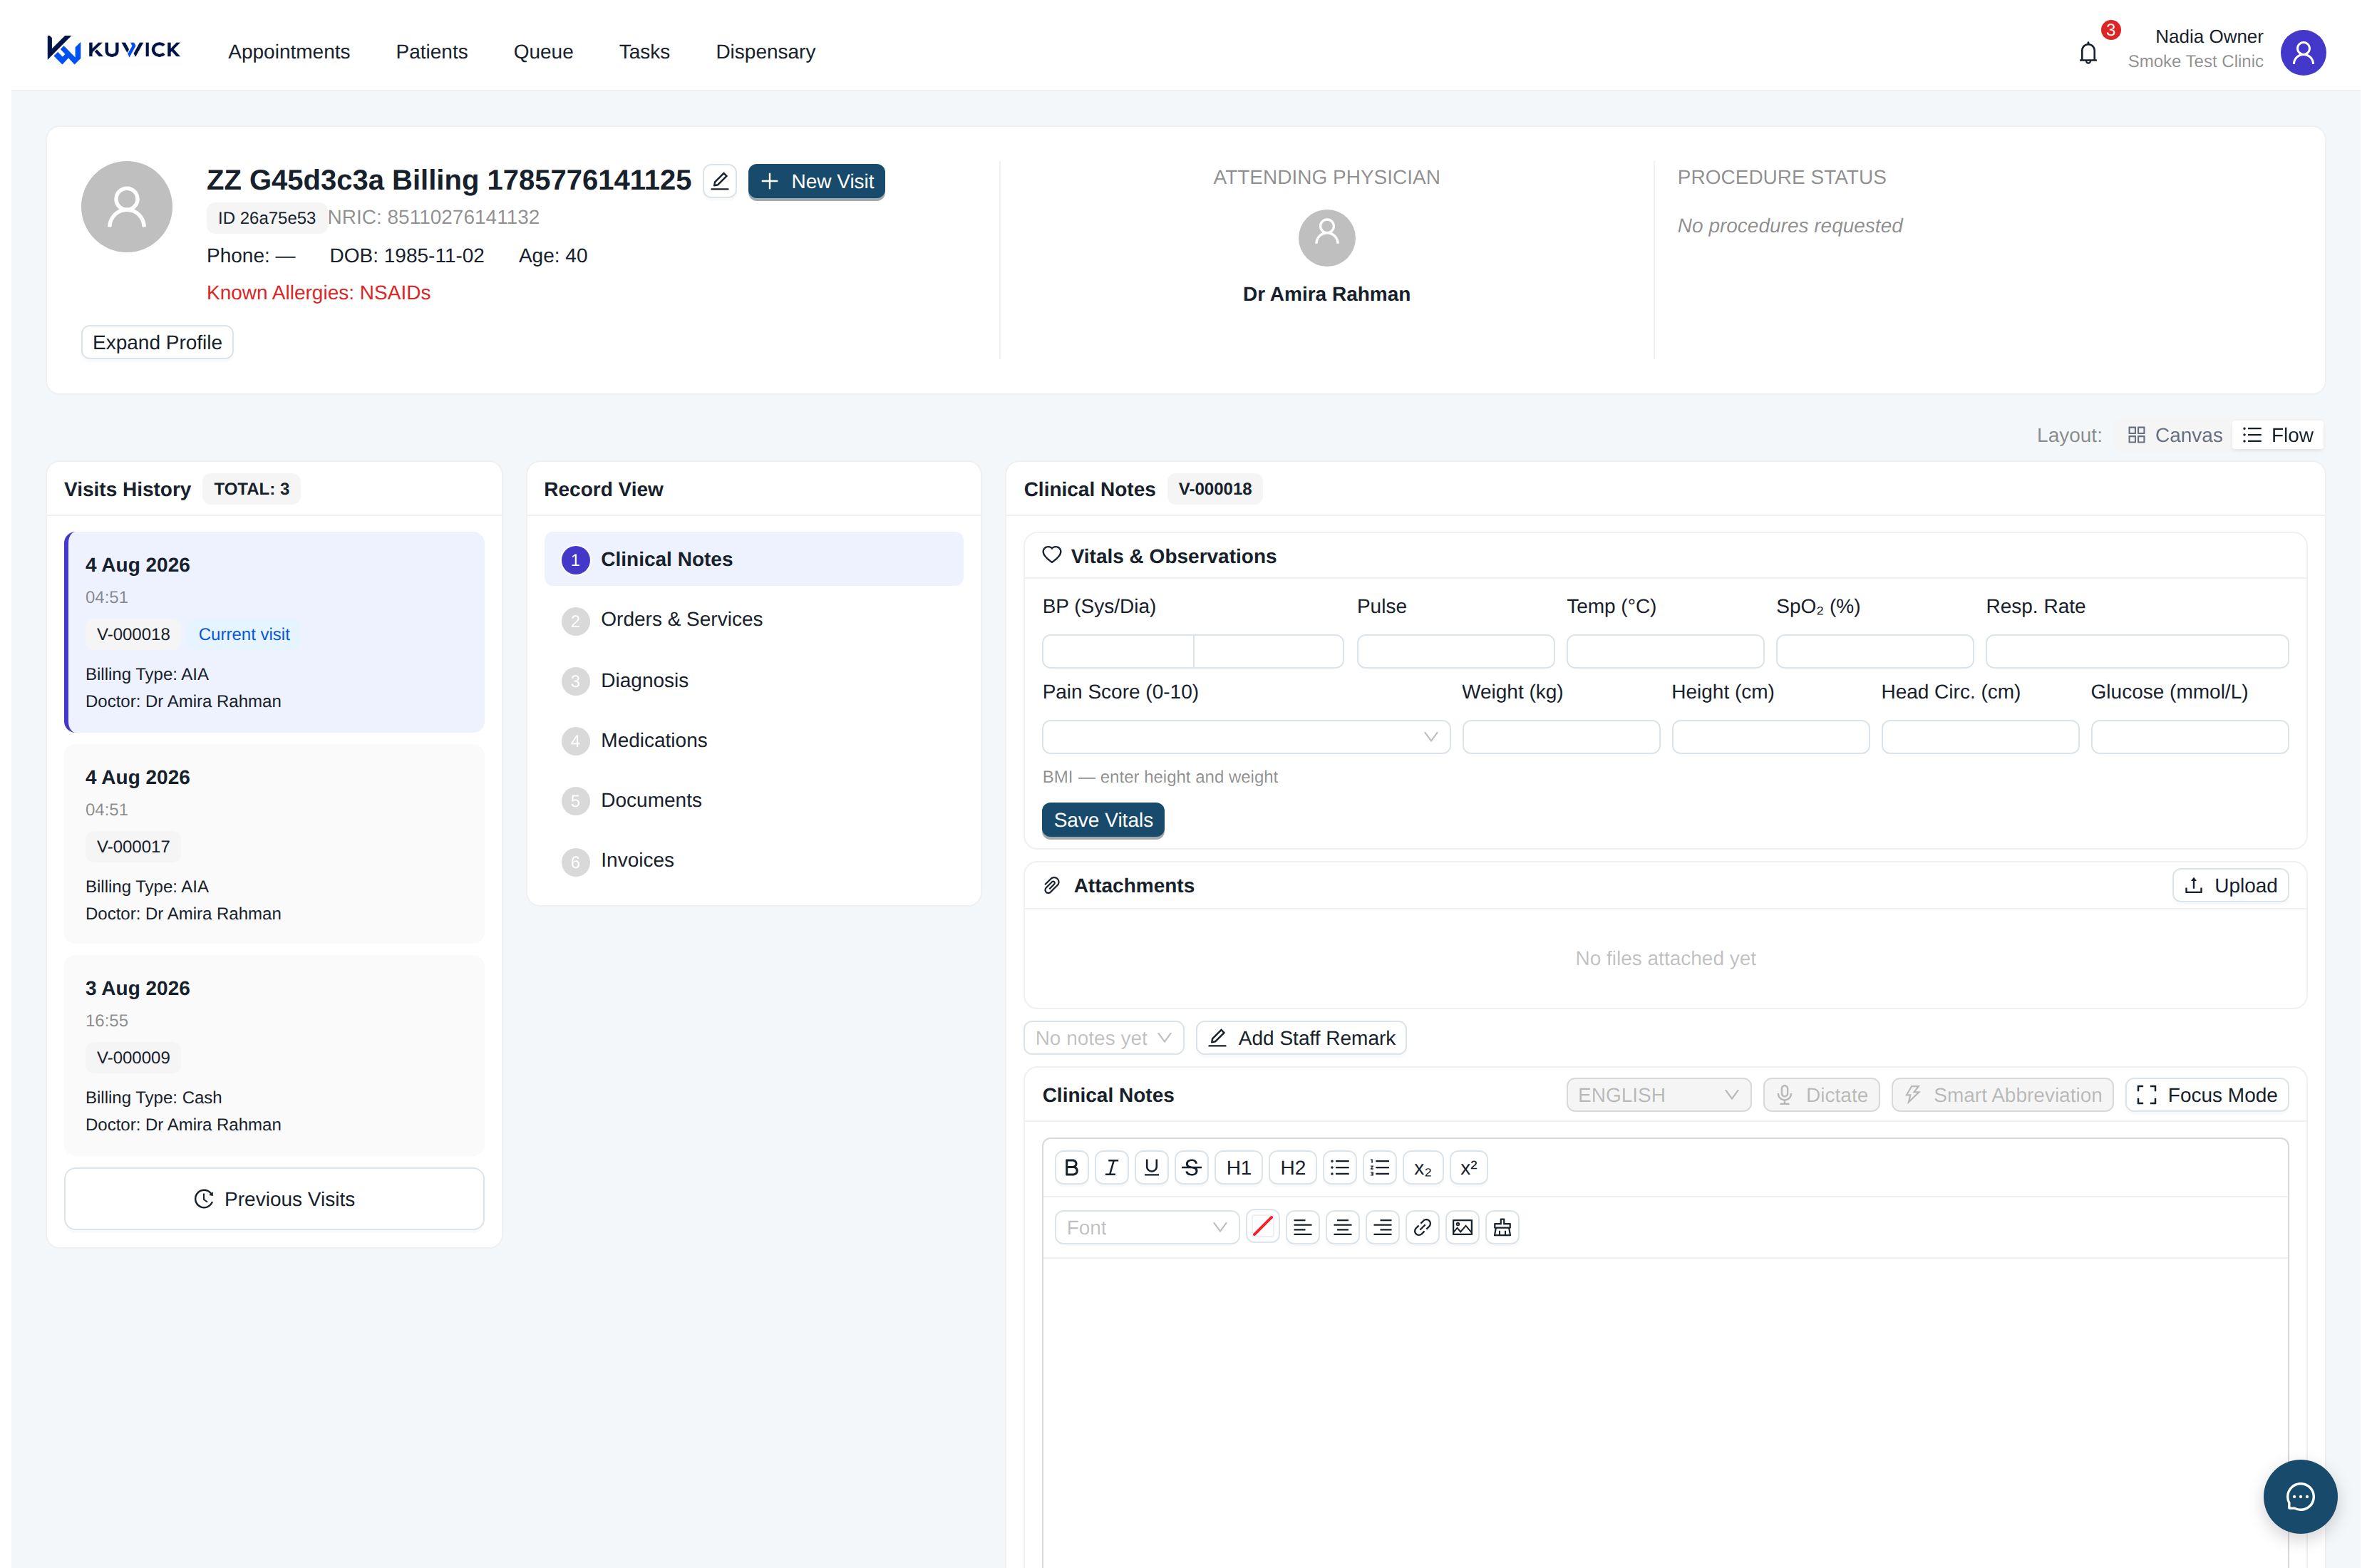 KUWICK
Appointments
Patients
Queue
Tasks
Dispensary
3
Nadia Owner
Smoke Test Clinic
ZZ G45d3c3a Billing 1785776141125
New Visit
ID 26a75e53
NRIC: 85110276141132
Phone: —
DOB: 1985-11-02
Age: 40
Known Allergies: NSAIDs
Expand Profile
ATTENDING PHYSICIAN
Dr Amira Rahman
PROCEDURE STATUS
No procedures requested
Layout:
Canvas
Flow
Visits History
TOTAL: 3
4 Aug 2026
04:51
V-000018
Current visit
Billing Type: AIA
Doctor: Dr Amira Rahman
4 Aug 2026
04:51
V-000017
Billing Type: AIA
Doctor: Dr Amira Rahman
3 Aug 2026
16:55
V-000009
Billing Type: Cash
Doctor: Dr Amira Rahman
Previous Visits
Record View
1 Clinical Notes
2 Orders & Services
3 Diagnosis
4 Medications
5 Documents
6 Invoices
Clinical Notes
V-000018
Vitals & Observations
BP (Sys/Dia)
Pulse
Temp (°C)
SpO₂ (%)
Resp. Rate
Pain Score (0-10)
Weight (kg)
Height (cm)
Head Circ. (cm)
Glucose (mmol/L)
BMI — enter height and weight
Save Vitals
Attachments
Upload
No files attached yet
No notes yet
Add Staff Remark
Clinical Notes
ENGLISH
Dictate
Smart Abbreviation
Focus Mode
B
I
U
S
H1
H2
x₂
x²
Font